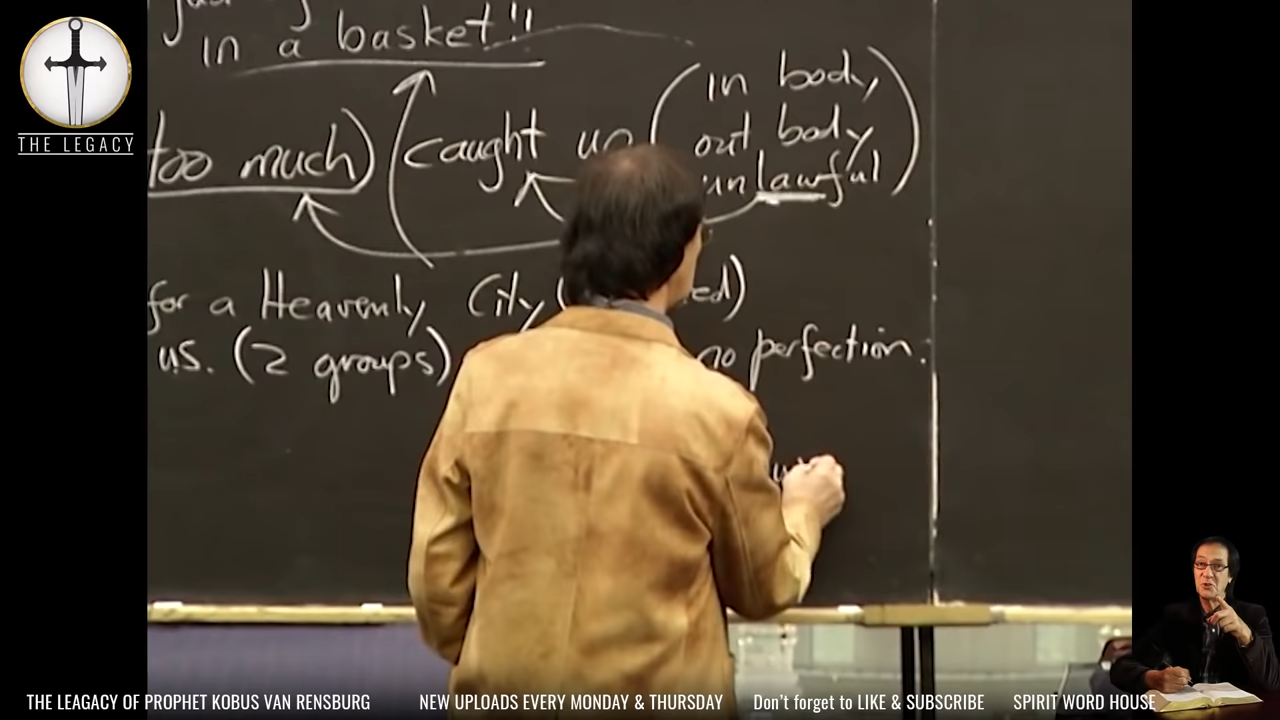 THE LEGACY
in a basket!!
too much)
(caught up (in body,
out body,
unlawful)
for a Heavenly City
us. (2 groups)
no perfection.
THE LEAGACY OF PROPHET KOBUS VAN RENSBURG NEW UPLOADS EVERY MONDAY & THURSDAY Don't forget to LIKE & SUBSCRIBE SPIRIT WORD HOUSE